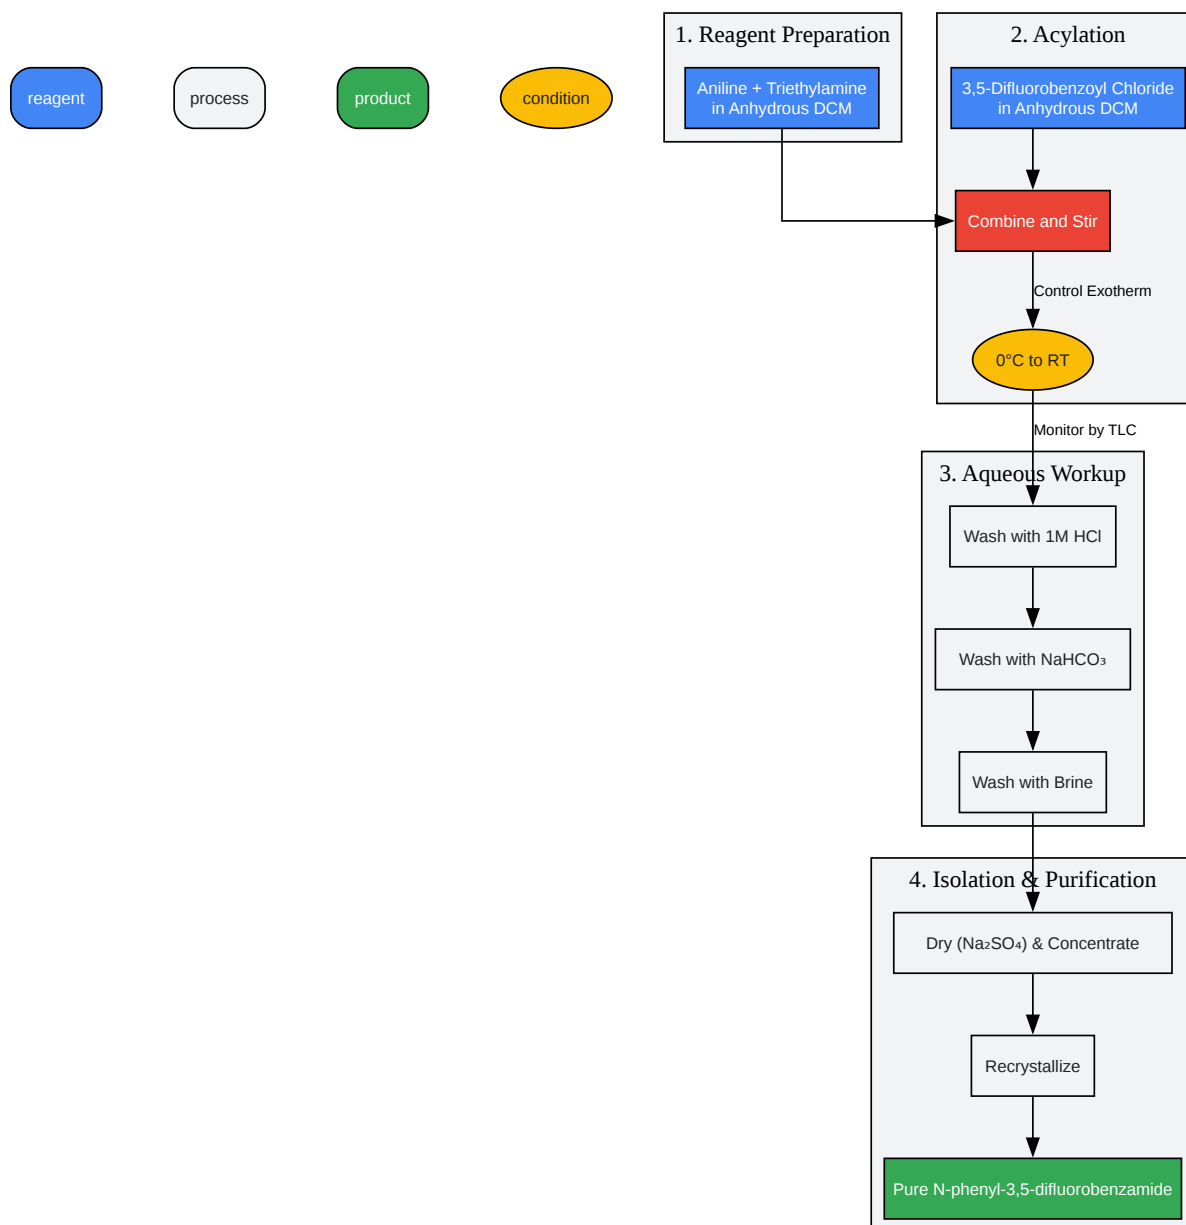 reagent
process
product
condition
1. Reagent Preparation
Aniline + Triethylamine
in Anhydrous DCM
2. Acylation
3,5-Difluorobenzoyl Chloride
in Anhydrous DCM
Combine and Stir
Control Exotherm
0°C to RT
Monitor by TLC
3. Aqueous Workup
Wash with 1M HCl
Wash with NaHCO₃
Wash with Brine
4. Isolation & Purification
Dry (Na₂SO₄) & Concentrate
Recrystallize
Pure N-phenyl-3,5-difluorobenzamide